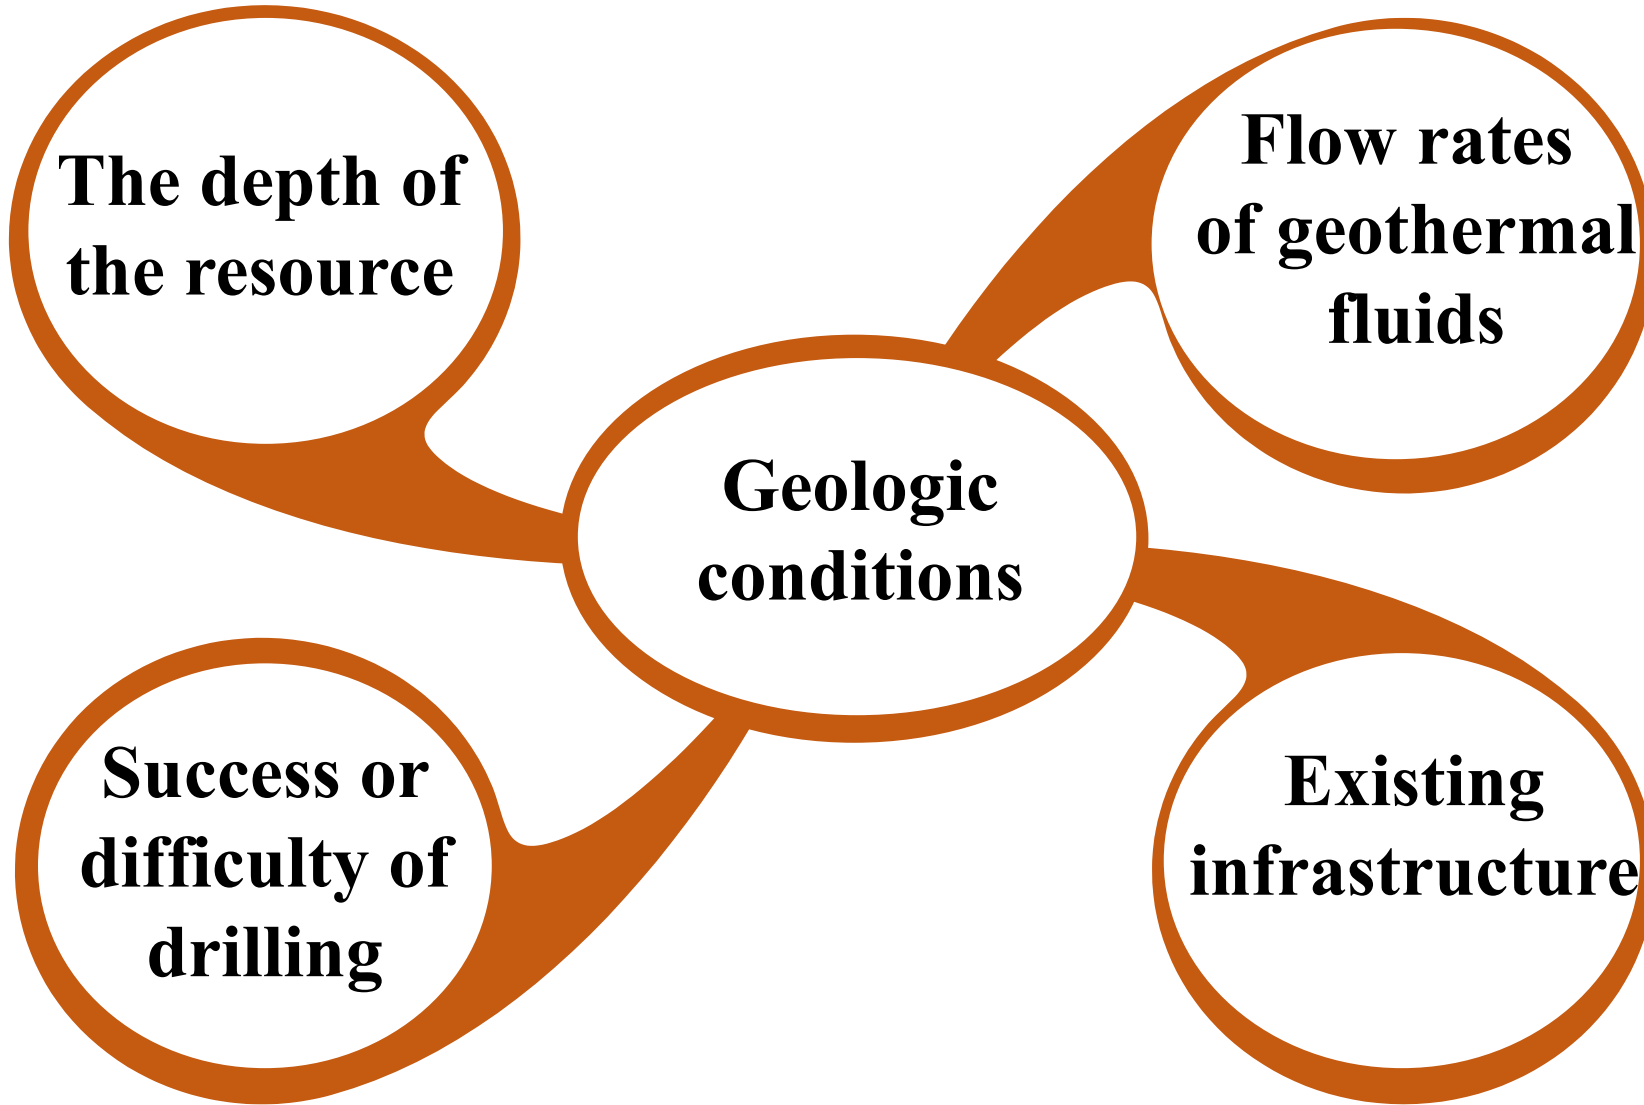 The depth of
the resource
Flow rates
of geothermal
fluids
Geologic
conditions
Success or
difficulty of
drilling
Existing
infrastructure